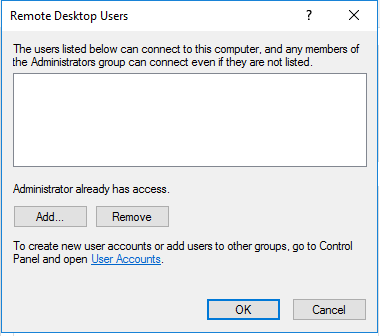 Remote Desktop Users
The users listed below can connect to this computer, and any members of
the Administrators group can connect even if they are not listed.
Administrator already has access.
Add... Remove
To create new user accounts or add users to other groups, go to Control
Panel and open User Accounts.
OK Cancel